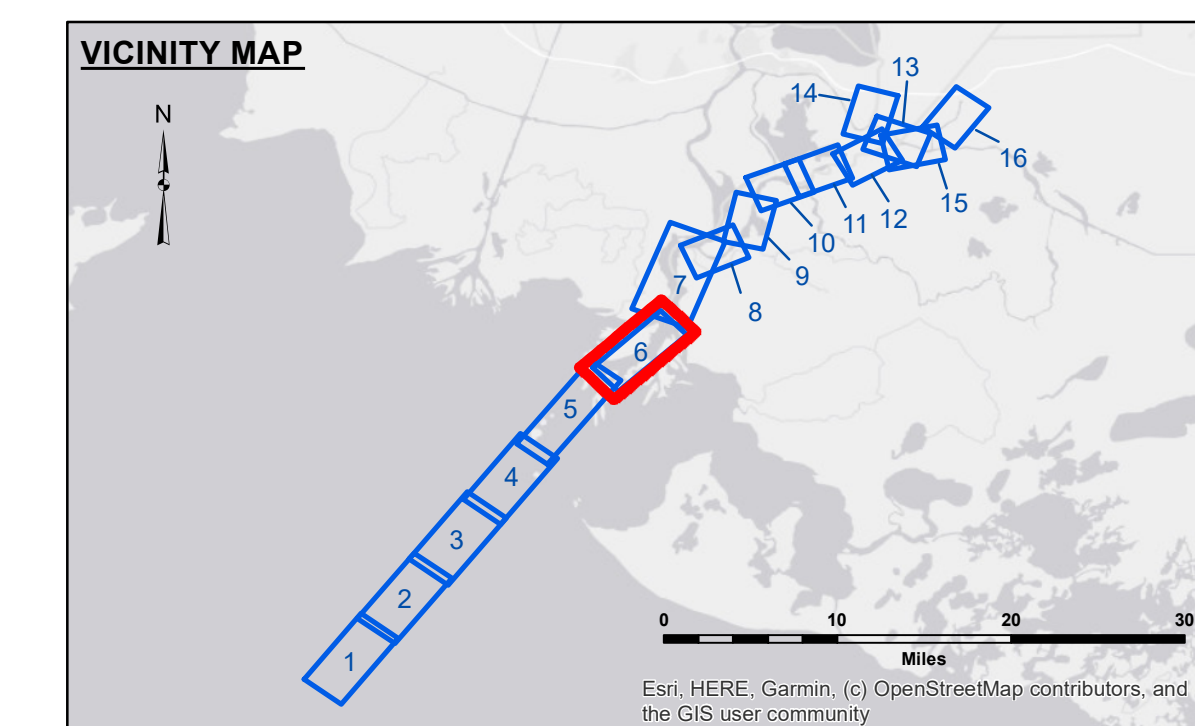 VICINITY MAP
N
13
14
16
15
12
11
10
9
7
8
6
5
4
3
2
1
0 10 20 30
Miles
Esri, HERE, Garmin, (c) OpenStreetMap contributors, and
the GIS user community